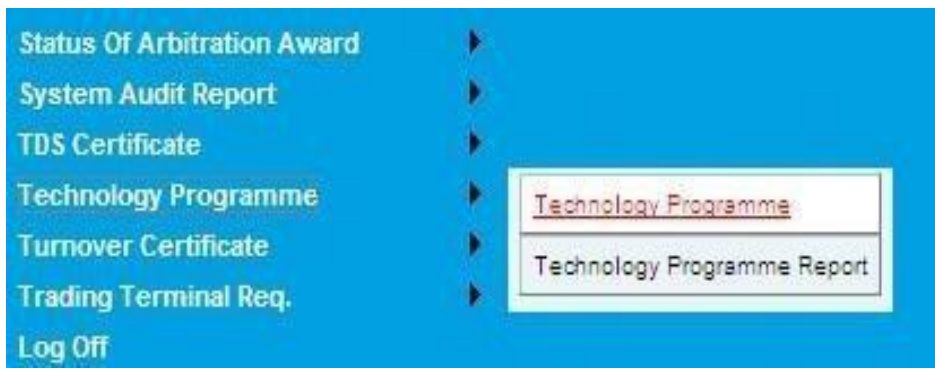 Status Of Arbitration Award
System Audit Report
TDS Certificate
Technology Programme
Technology Programme
Turnover Certificate
Technology Programme Report
Trading Terminal Req.
Log Off